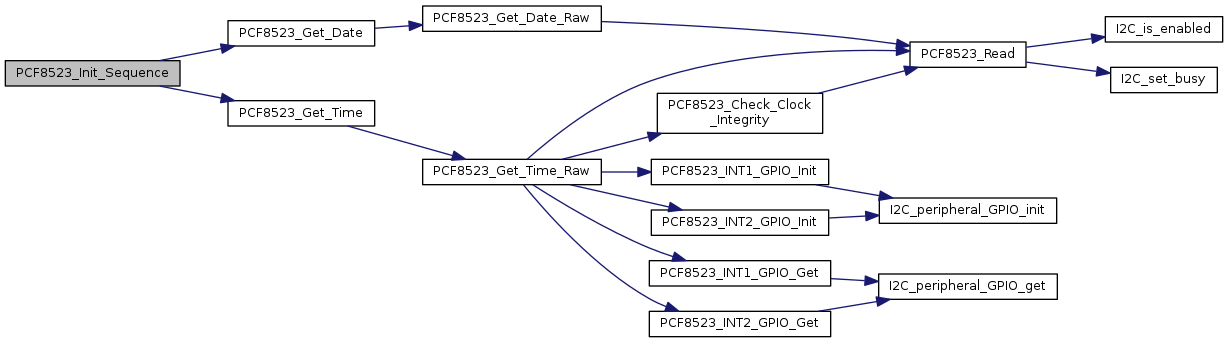 PCF8523_Init_Sequence
PCF8523_Get_Date
PCF8523_Get_Time
PCF8523_Get_Date_Raw
PCF8523_Get_Time_Raw
PCF8523_Check_Clock
_Integrity
PCF8523_INT1_GPIO_Init
PCF8523_INT2_GPIO_Init
PCF8523_INT1_GPIO_Get
PCF8523_INT2_GPIO_Get
PCF8523_Read
I2C_peripheral_GPIO_init
I2C_peripheral_GPIO_get
I2C_is_enabled
I2C_set_busy